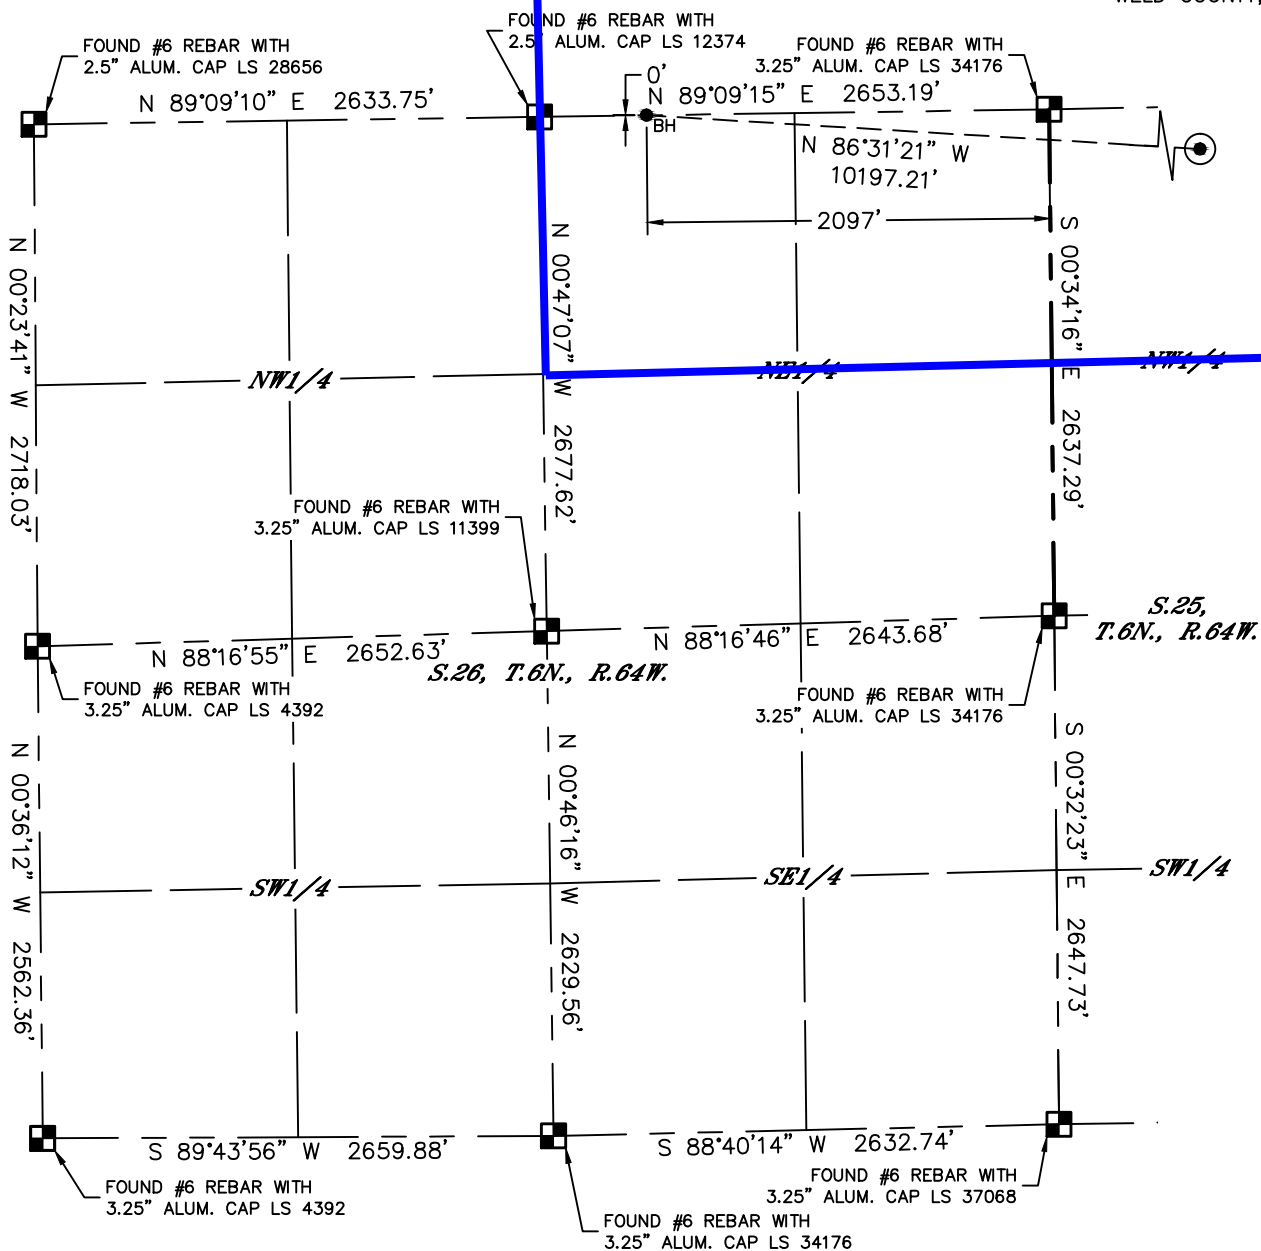 WELD COUNTY,
FOUND #6 REBAR WITH
2.5" ALUM. CAP LS 28656
FOUND #6 REBAR WITH
2.5" ALUM. CAP LS 12374
FOUND #6 REBAR WITH
3.25" ALUM. CAP LS 34176
N 89°09'10" E 2633.75'
0'
N 89°09'15" E 2653.19'
BH
N 86°31'21" W
10197.21'
2097'
N 00°23'41" W 2718.03'
N 00°47'07" W 2677.62'
S 00°34'16" E 2637.29'
NW1/4
NE1/4
NW1/4
FOUND #6 REBAR WITH
3.25" ALUM. CAP LS 11399
S.25,
T.6N., R.64W.
N 88°16'55" E 2652.63'
N 88°16'46" E 2643.68'
S.26, T.6N., R.64W.
FOUND #6 REBAR WITH
3.25" ALUM. CAP LS 4392
FOUND #6 REBAR WITH
3.25" ALUM. CAP LS 34176
N 00°36'12" W 2562.36'
N 00°46'16" W 2629.56'
S 00°32'23" E 2647.73'
SW1/4
SE1/4
SW1/4
S 89°43'56" W 2659.88'
S 88°40'14" W 2632.74'
FOUND #6 REBAR WITH
3.25" ALUM. CAP LS 4392
FOUND #6 REBAR WITH
3.25" ALUM. CAP LS 37068
FOUND #6 REBAR WITH
3.25" ALUM. CAP LS 34176